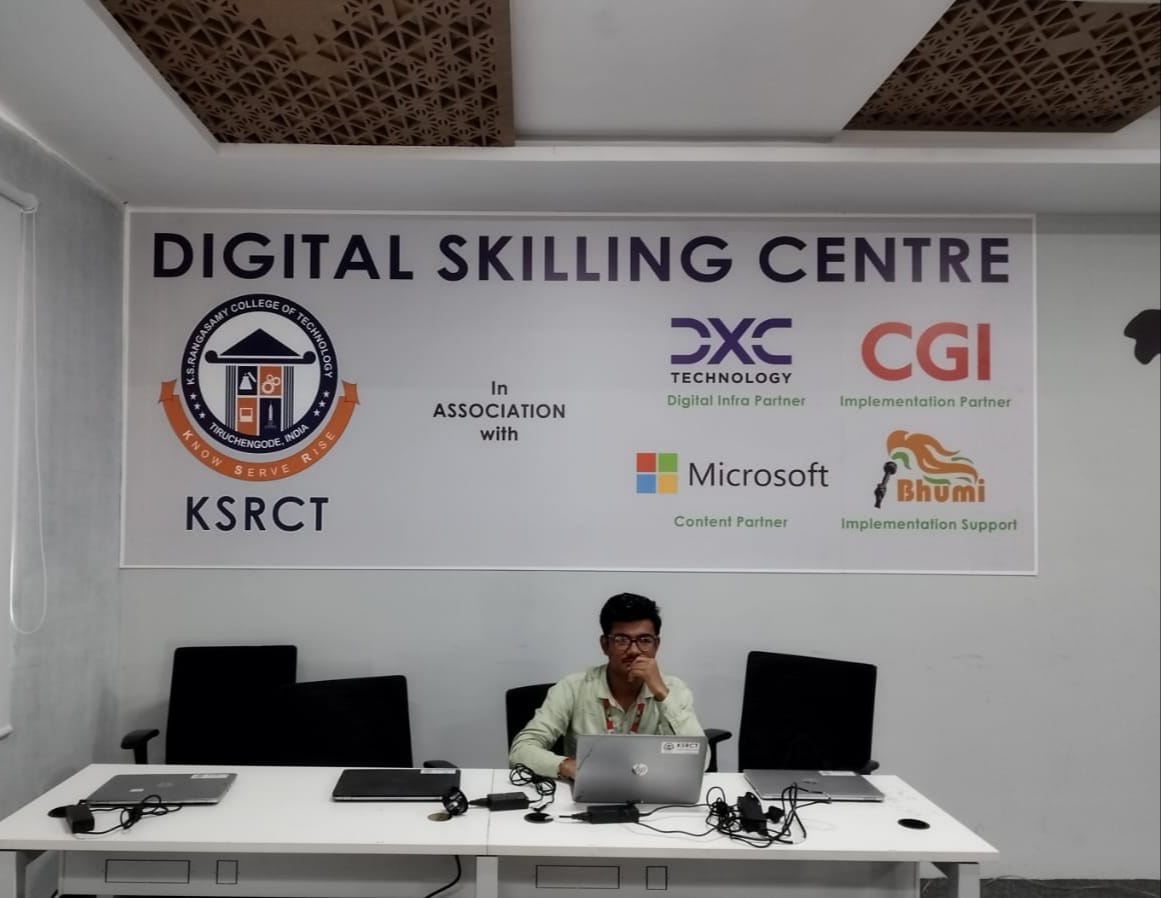 DIGITAL SKILLING CENTRE
K.S.RANGASAMY COLLEGE OF TECHNOLOGY
TIRUCHENGODE, INDIA
KNOW SERVE RISE
KSRCT
In
ASSOCIATION
with
DXC
TECHNOLOGY
Digital Infra Partner
CGI
Implementation Partner
Microsoft
Content Partner
Bhumi
Implementation Support
KSRCT
hp